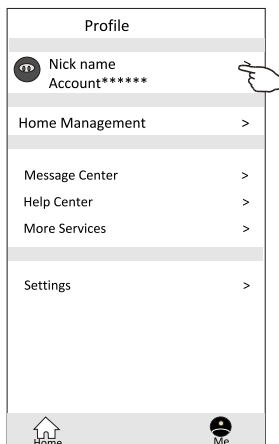 Profile
Nick name
Account******
Home Management >
Message Center >
Help Center >
More Services >
Settings >
Home
Me